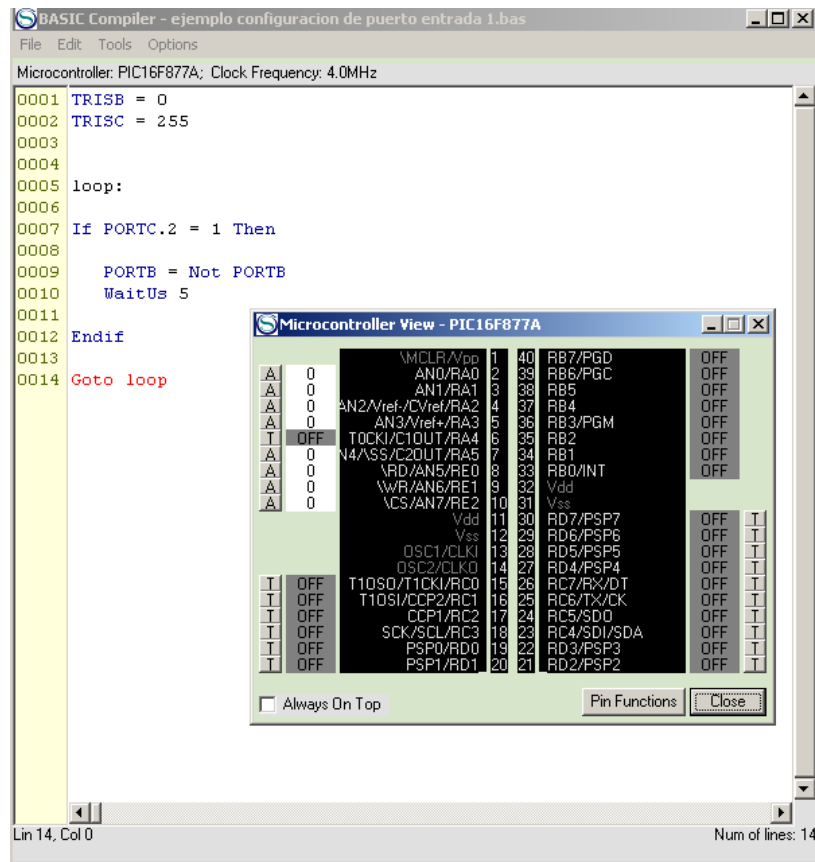 BASIC Compiler - ejemplo configuracion de puerto entrada 1.bas
File Edit Tools Options
Microcontroller: PIC16F877A; Clock Frequency: 4.0MHz
0001 TRISB = 0
0002 TRISC = 255
0003
0004
0005 loop:
0006
0007 If PORTC.2 = 1 Then
0008
0009 PORTB = Not PORTB
0010 WaitUs 5
0011
0012 Endif
0013
0014 Goto loop
Microcontroller View - PIC16F877A
\MCLR/Vpp 1 40 RB7/PGD OFF
A 0 AN0/RA0 2 39 RB6/PGC OFF
A 0 AN1/RA1 3 38 RB5 OFF
A 0 AN2/Vref-/CVref/RA2 4 37 RB4 OFF
A 0 AN3/Vref+/RA3 5 36 RB3/PGM OFF
T OFF T0CKI/C1OUT/RA4 6 35 RB2 OFF
A 0 N4/\SS/C2OUT/RA5 7 34 RB1 OFF
A 0 \RD/AN5/RE0 8 33 RB0/INT OFF
A 0 \WR/AN6/RE1 9 32 Vdd
A 0 \CS/AN7/RE2 10 31 Vss
Vdd 11 30 RD7/PSP7 OFF T
Vss 12 29 RD6/PSP6 OFF T
OSC1/CLKI 13 28 RD5/PSP5 OFF T
OSC2/CLKO 14 27 RD4/PSP4 OFF T
T OFF T1OSO/T1CKI/RC0 15 26 RC7/RX/DT OFF T
T OFF T1OSI/CCP2/RC1 16 25 RC6/TX/CK OFF T
T OFF CCP1/RC2 17 24 RC5/SDO OFF T
T OFF SCK/SCL/RC3 18 23 RC4/SDI/SDA OFF T
T OFF PSP0/RD0 19 22 RD3/PSP3 OFF T
T OFF PSP1/RD1 20 21 RD2/PSP2 OFF T
Always On Top Pin Functions Close
Lin 14, Col 0 Num of lines: 14